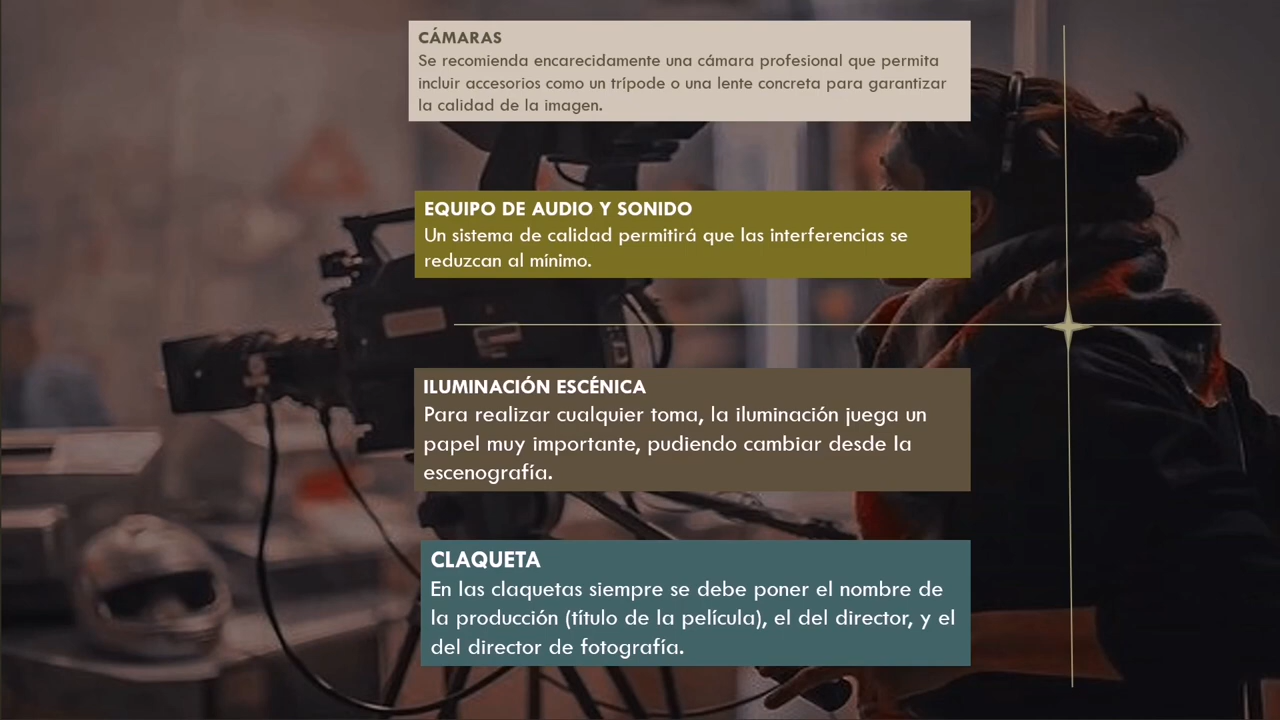 CÁMARAS
Se recomienda encarecidamente una cámara profesional que permita
incluir accesorios como un trípode o una lente concreta para garantizar
la calidad de la imagen.
EQUIPO DE AUDIO Y SONIDO
Un sistema de calidad permitirá que las interferencias se
reduzcan al mínimo.
ILUMINACIÓN ESCÉNICA
Para realizar cualquier toma, la iluminación juega un
papel muy importante, pudiendo cambiar desde la
escenografía.
CLAQUETA
En las claquetas siempre se debe poner el nombre de
la producción (título de la película), el del director, y el
del director de fotografía.